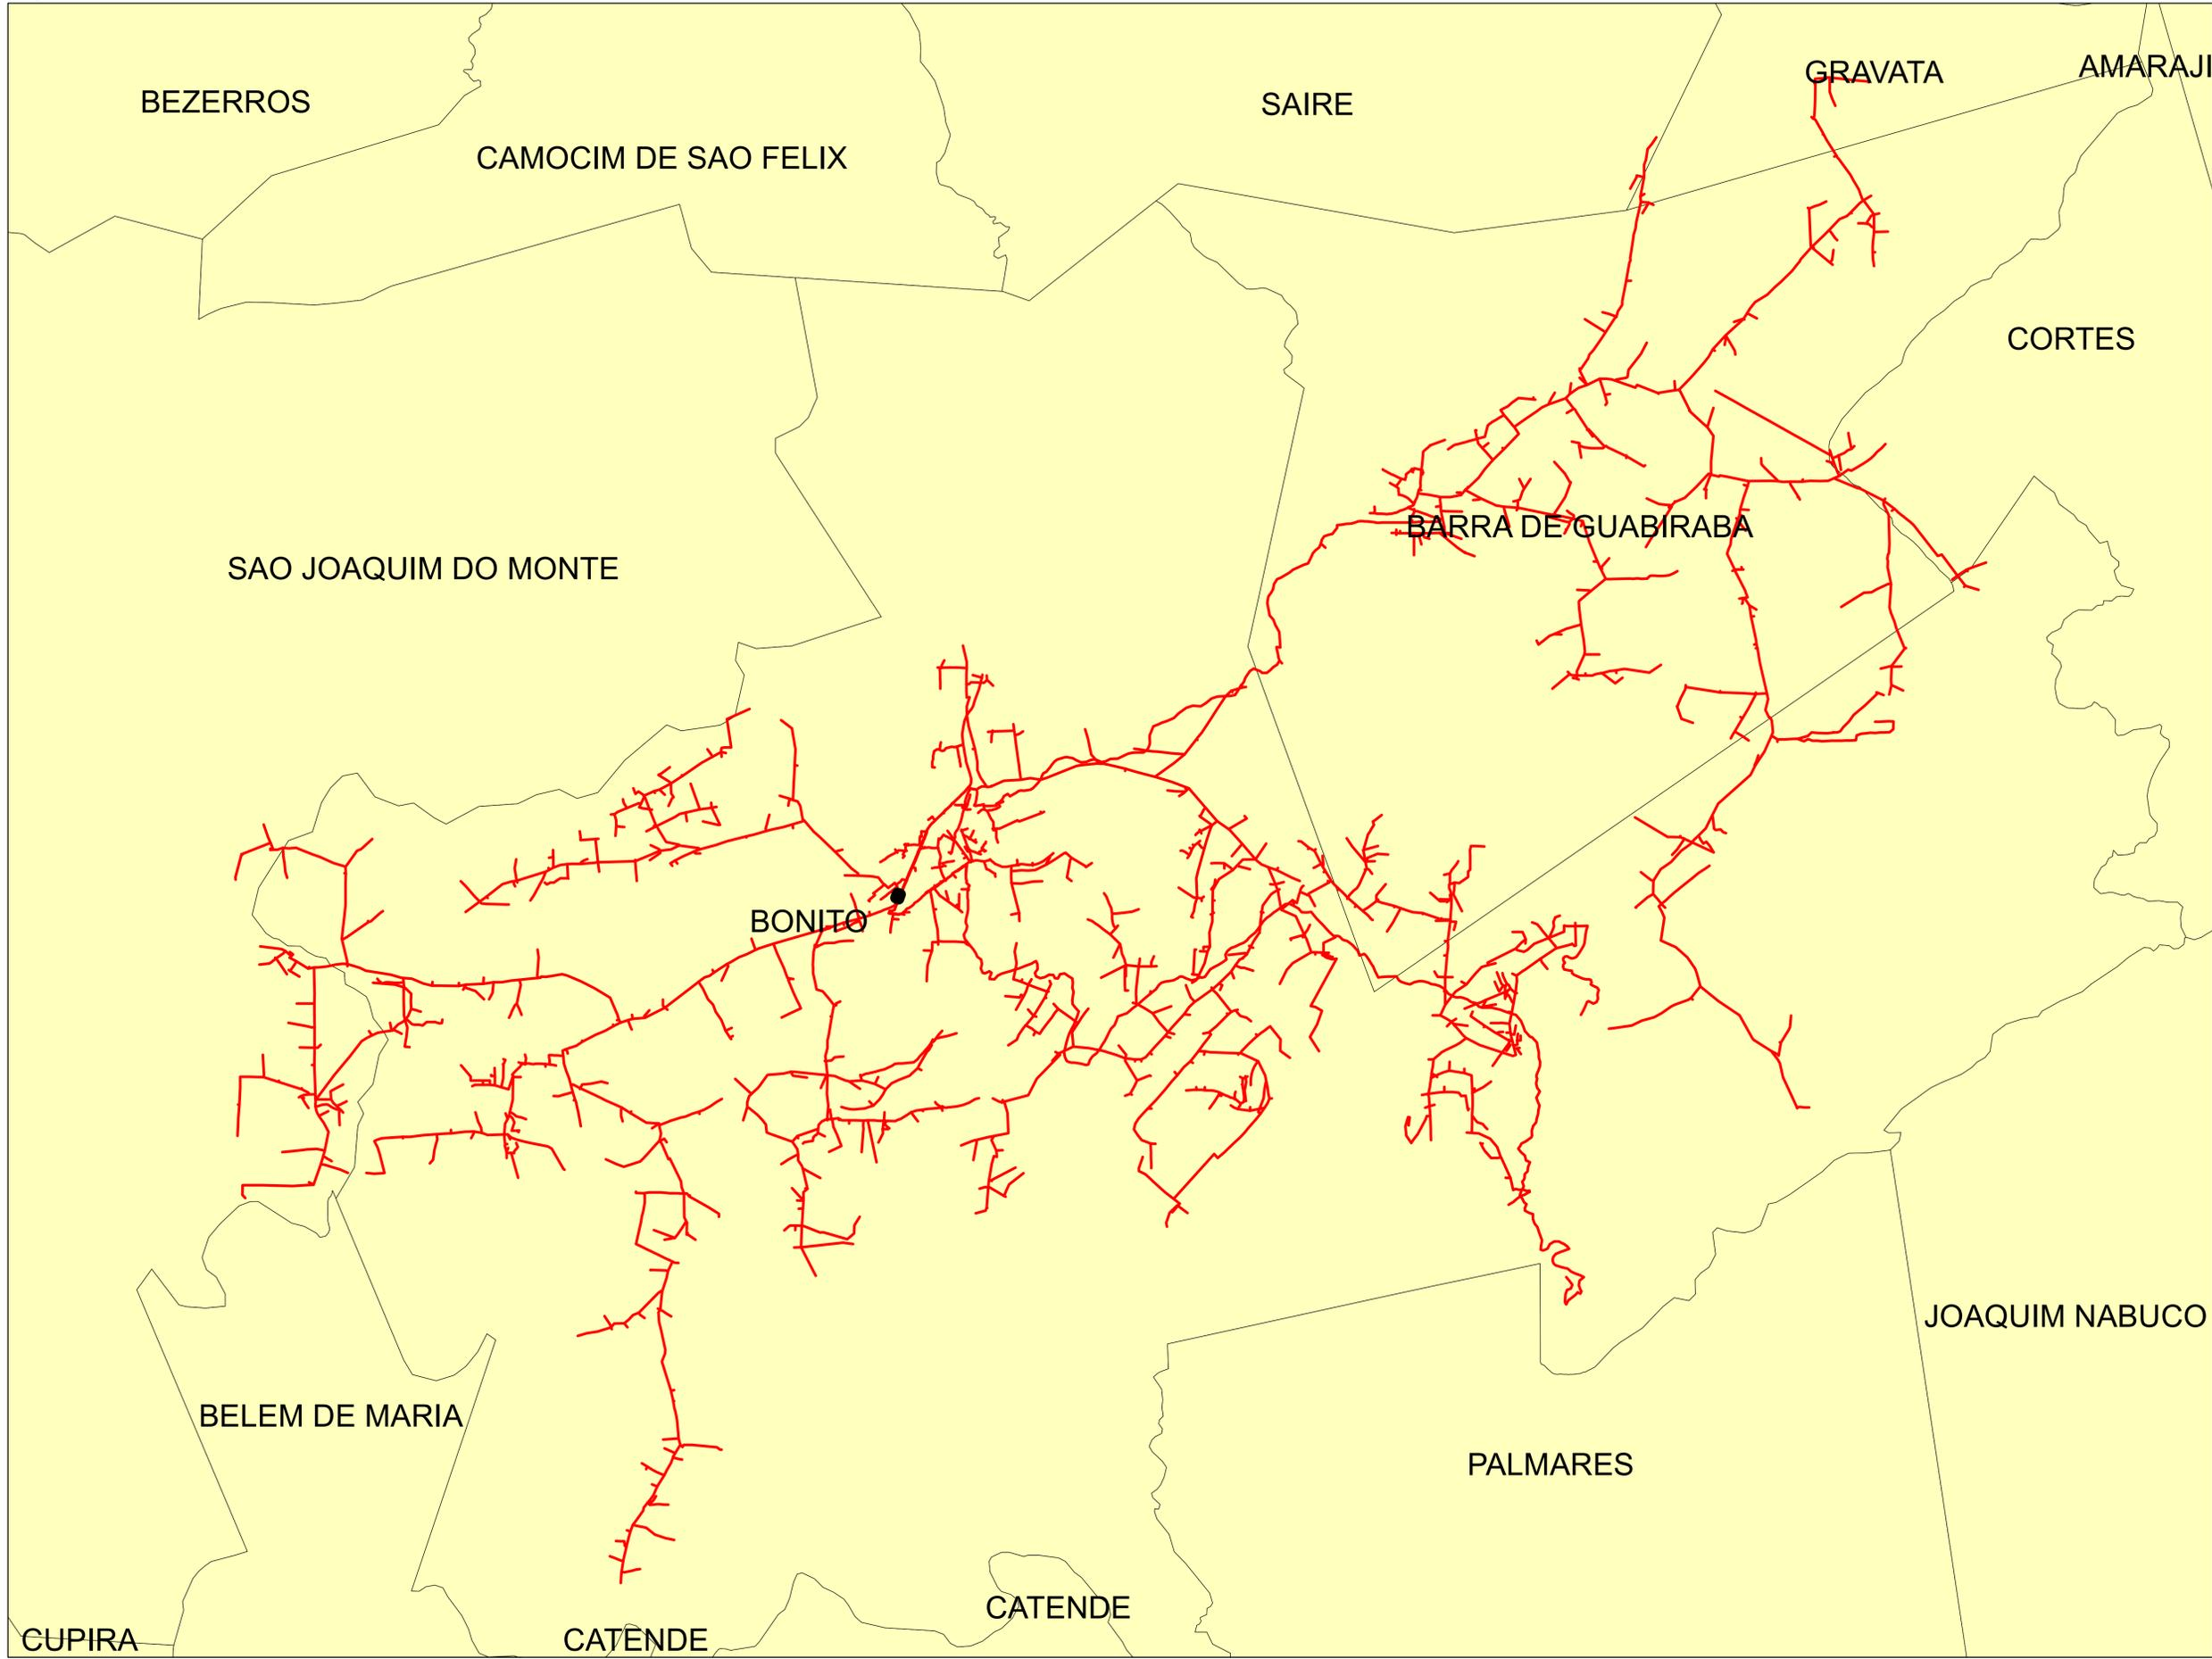 GRAVATA
AMARAJI
BEZERROS
SAIRE
CAMOCIM DE SAO FELIX
CORTES
BARRA DE GUABIRABA
SAO JOAQUIM DO MONTE
BONITO
JOAQUIM NABUCO
BELEM DE MARIA
PALMARES
CATENDE
CUPIRA
CATENDE